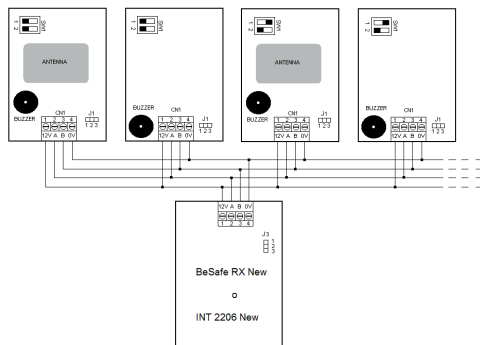 1 2 SW1
1 2 SW1
1 2 SW1
1 2 SW1
ANTENNA
ANTENNA
BUZZER
CN1
J1
1 2 3 4
1 2 3
12V A B 0V
BUZZER
CN1
J1
1 2 3 4
1 2 3
12V A B 0V
BUZZER
CN1
J1
1 2 3 4
1 2 3
12V A B 0V
BUZZER
CN1
J1
1 2 3 4
1 2 3
12V A B 0V
12V A B 0V
1 2 3 4
J3
1
2
3
BeSafe RX New
o
INT 2206 New